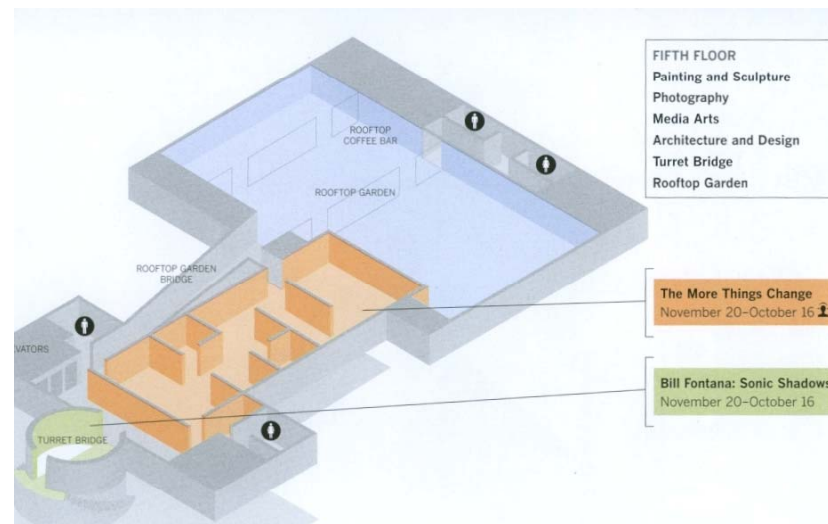 FIFTH FLOOR
Painting and Sculpture
Photography
Media Arts
Architecture and Design
Turret Bridge
Rooftop Garden
ROOFTOP
COFFEE BAR
ROOFTOP GARDEN
ROOFTOP GARDEN
BRIDGE
The More Things Change
November 20–October 16
VATORS
Bill Fontana: Sonic Shadows
November 20–October 16
TURRET BRIDGE